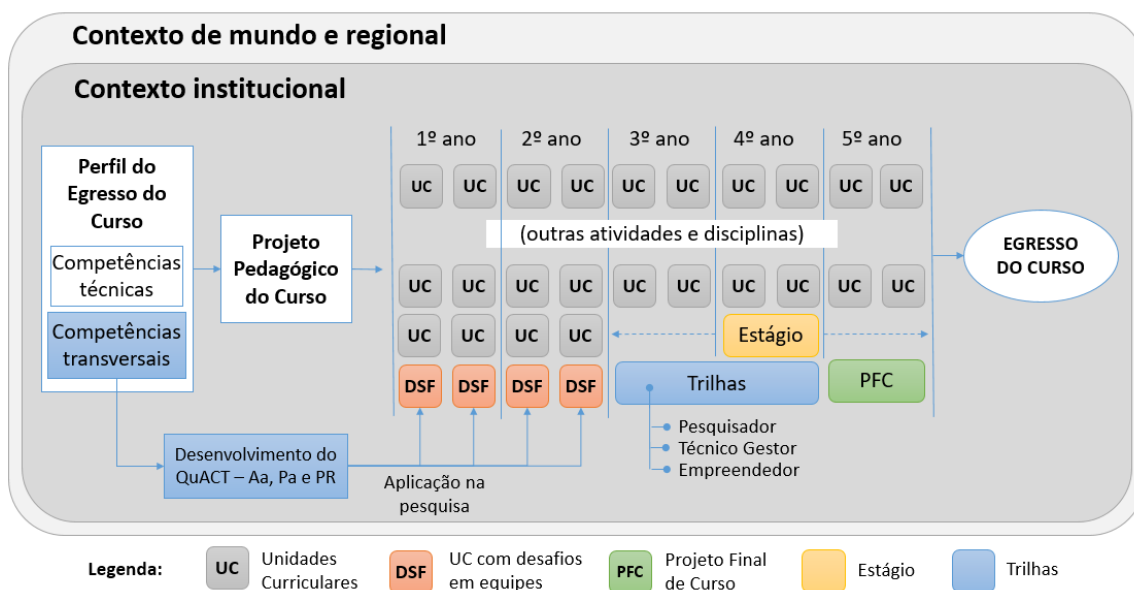 Contexto de mundo e regional
Contexto institucional
1º ano 2º ano 3º ano 4º ano 5º ano
Perfil do
Egresso do
Curso
Competências
técnicas
Competências
transversais
Projeto
Pedagógico
do Curso
UC UC UC UC UC UC UC UC UC UC
(outras atividades e disciplinas)
UC UC UC UC UC UC UC UC UC UC
UC UC UC UC Estágio
DSF DSF DSF DSF Trilhas PFC
EGRESSO
DO CURSO
Pesquisador
Técnico Gestor
Empreendedor
Desenvolvimento do
QuACT – Aa, Pa e PR
Aplicação na
pesquisa
Legenda:
UC Unidades
Curriculares
DSF UC com desafios
em equipes
PFC Projeto Final
de Curso
Estágio
Trilhas